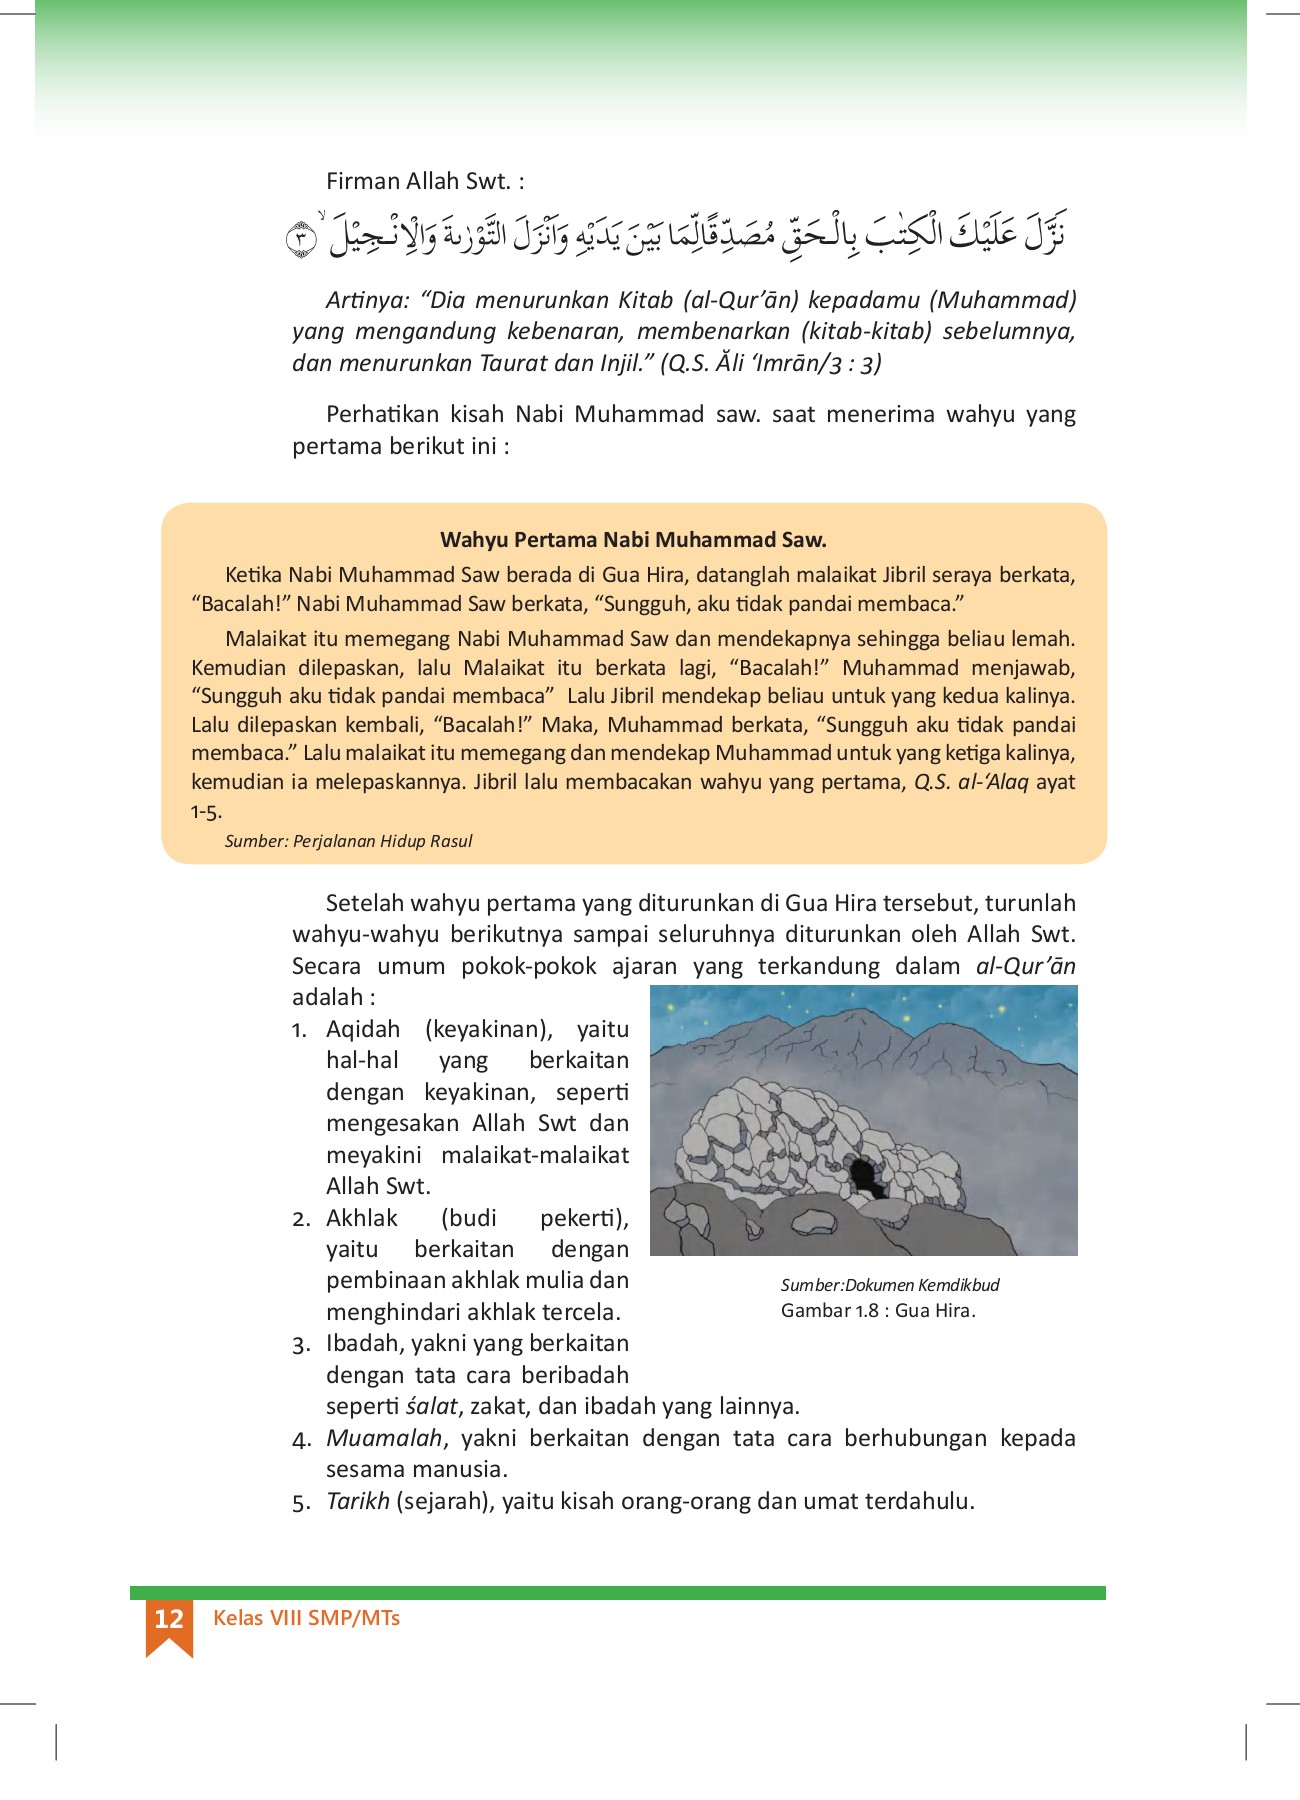 Firman Allah Swt. :
نَزَّلَ عَلَيْكَ الْكِتٰبَ بِالْحَقِّ مُصَدِّقًا لِّمَا بَيْنَ يَدَيْهِ وَاَنْزَلَ التَّوْرٰىةَ وَالْاِنْجِيْلَ ۙ ٣
Artinya: “Dia menurunkan Kitab (al-Qur’ān) kepadamu (Muhammad)
yang mengandung kebenaran, membenarkan (kitab-kitab) sebelumnya,
dan menurunkan Taurat dan Injil.” (Q.S. Ăli ‘Imrān/3 : 3)
Perhatikan kisah Nabi Muhammad saw. saat menerima wahyu yang
pertama berikut ini :
Wahyu Pertama Nabi Muhammad Saw.
Ketika Nabi Muhammad Saw berada di Gua Hira, datanglah malaikat Jibril seraya berkata,
“Bacalah!” Nabi Muhammad Saw berkata, “Sungguh, aku tidak pandai membaca.”
Malaikat itu memegang Nabi Muhammad Saw dan mendekapnya sehingga beliau lemah.
Kemudian dilepaskan, lalu Malaikat itu berkata lagi, “Bacalah!” Muhammad menjawab,
“Sungguh aku tidak pandai membaca” Lalu Jibril mendekap beliau untuk yang kedua kalinya.
Lalu dilepaskan kembali, “Bacalah!” Maka, Muhammad berkata, “Sungguh aku tidak pandai
membaca.” Lalu malaikat itu memegang dan mendekap Muhammad untuk yang ketiga kalinya,
kemudian ia melepaskannya. Jibril lalu membacakan wahyu yang pertama, Q.S. al-‘Alaq ayat
1-5.
Sumber: Perjalanan Hidup Rasul
Setelah wahyu pertama yang diturunkan di Gua Hira tersebut, turunlah
wahyu-wahyu berikutnya sampai seluruhnya diturunkan oleh Allah Swt.
Secara umum pokok-pokok ajaran yang terkandung dalam al-Qur’ān
adalah :
1. Aqidah (keyakinan), yaitu
hal-hal yang berkaitan
dengan keyakinan, seperti
mengesakan Allah Swt dan
meyakini malaikat-malaikat
Allah Swt.
2. Akhlak (budi pekerti),
yaitu berkaitan dengan
pembinaan akhlak mulia dan
menghindari akhlak tercela.
3. Ibadah, yakni yang berkaitan
dengan tata cara beribadah
seperti śalat, zakat, dan ibadah yang lainnya.
4. Muamalah, yakni berkaitan dengan tata cara berhubungan kepada
sesama manusia.
5. Tarikh (sejarah), yaitu kisah orang-orang dan umat terdahulu.
Sumber:Dokumen Kemdikbud
Gambar 1.8 : Gua Hira.
12 Kelas VIII SMP/MTs